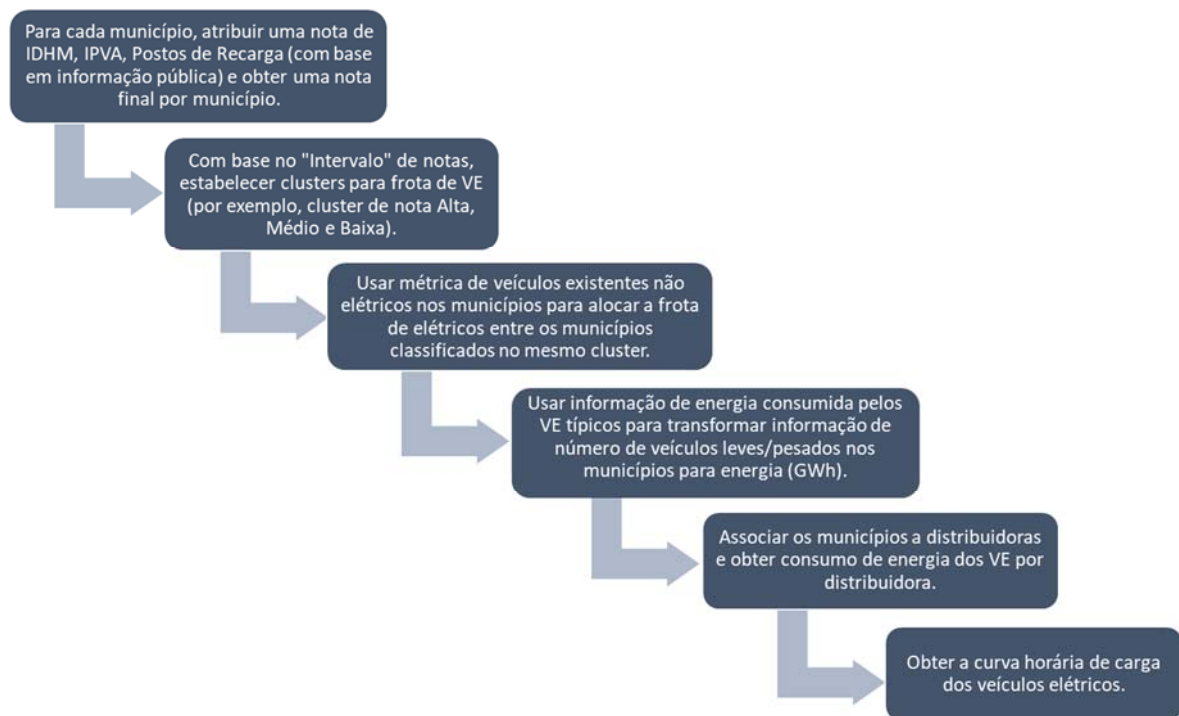 Para cada município, atribuir uma nota de
IDHM, IPVA, Postos de Recarga (com base
em informação pública) e obter uma nota
final por município.
Com base no "Intervalo" de notas,
estabelecer clusters para frota de VE
(por exemplo, cluster de nota Alta,
Médio e Baixa).
Usar métrica de veículos existentes não
elétricos nos municípios para alocar a frota
de elétricos entre os municípios
classificados no mesmo cluster.
Usar informação de energia consumida pelos
VE típicos para transformar informação de
número de veículos leves/pesados nos
municípios para energia (GWh).
Associar os municípios a distribuidoras
e obter consumo de energia dos VE por
distribuidora.
Obter a curva horária de carga
dos veículos elétricos.